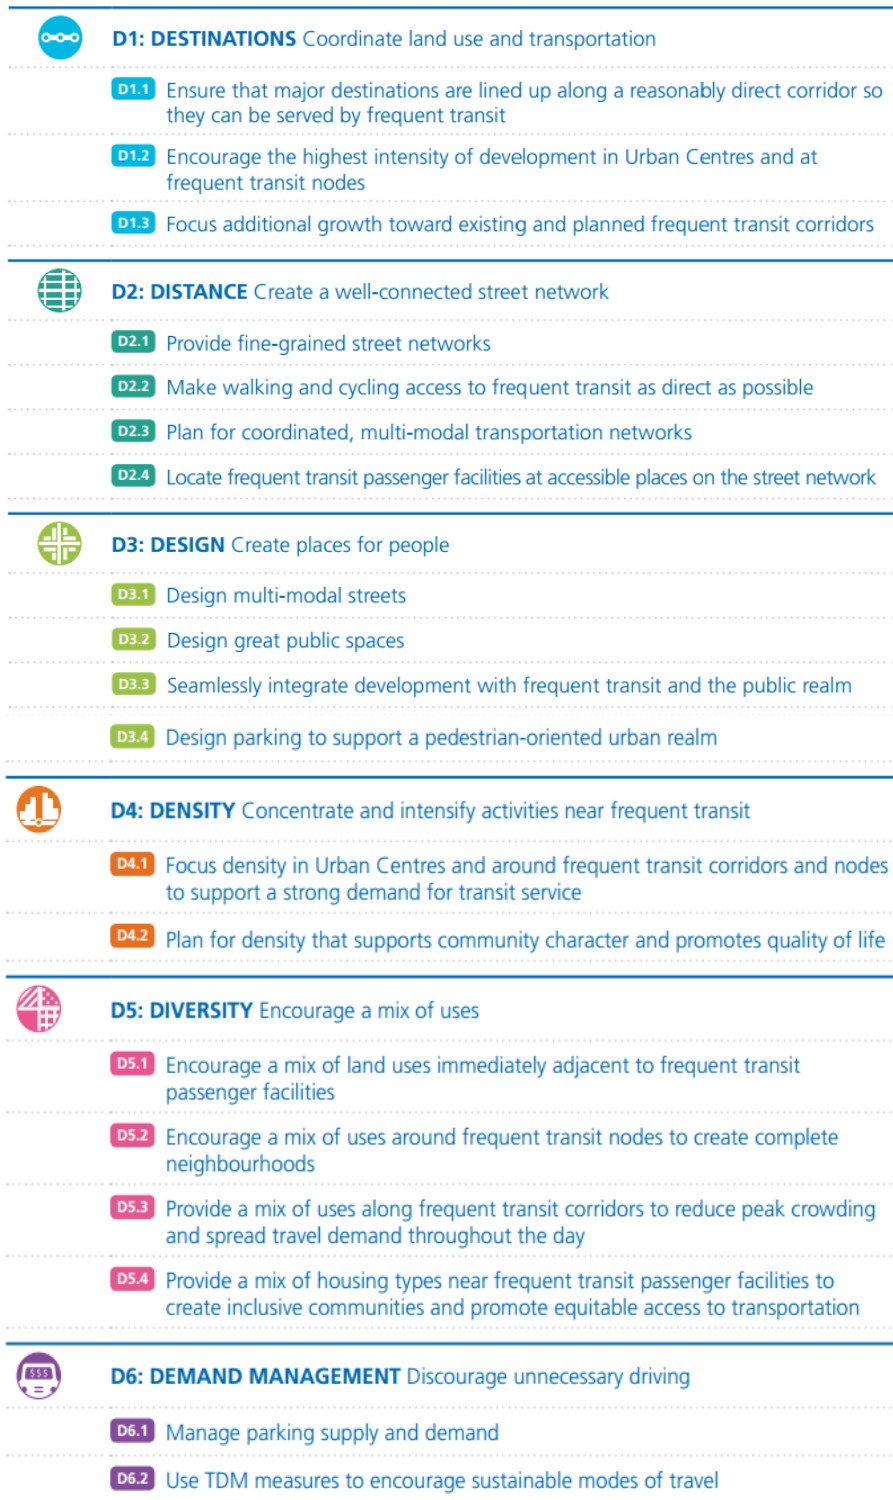 D1: DESTINATIONS Coordinate land use and transportation
D1.1 Ensure that major destinations are lined up along a reasonably direct corridor so
they can be served by frequent transit
D1.2 Encourage the highest intensity of development in Urban Centres and at
frequent transit nodes
D1.3 Focus additional growth toward existing and planned frequent transit corridors
D2: DISTANCE Create a well-connected street network
D2.1 Provide fine-grained street networks
D2.2 Make walking and cycling access to frequent transit as direct as possible
D2.3 Plan for coordinated, multi-modal transportation networks
D2.4 Locate frequent transit passenger facilities at accessible places on the street network
D3: DESIGN Create places for people
D3.1 Design multi-modal streets
D3.2 Design great public spaces
D3.3 Seamlessly integrate development with frequent transit and the public realm
D3.4 Design parking to support a pedestrian-oriented urban realm
D4: DENSITY Concentrate and intensify activities near frequent transit
D4.1 Focus density in Urban Centres and around frequent transit corridors and nodes
to support a strong demand for transit service
D4.2 Plan for density that supports community character and promotes quality of life
D5: DIVERSITY Encourage a mix of uses
D5.1 Encourage a mix of land uses immediately adjacent to frequent transit
passenger facilities
D5.2 Encourage a mix of uses around frequent transit nodes to create complete
neighbourhoods
D5.3 Provide a mix of uses along frequent transit corridors to reduce peak crowding
and spread travel demand throughout the day
D5.4 Provide a mix of housing types near frequent transit passenger facilities to
create inclusive communities and promote equitable access to transportation
$$$ D6: DEMAND MANAGEMENT Discourage unnecessary driving
D6.1 Manage parking supply and demand
D6.2 Use TDM measures to encourage sustainable modes of travel